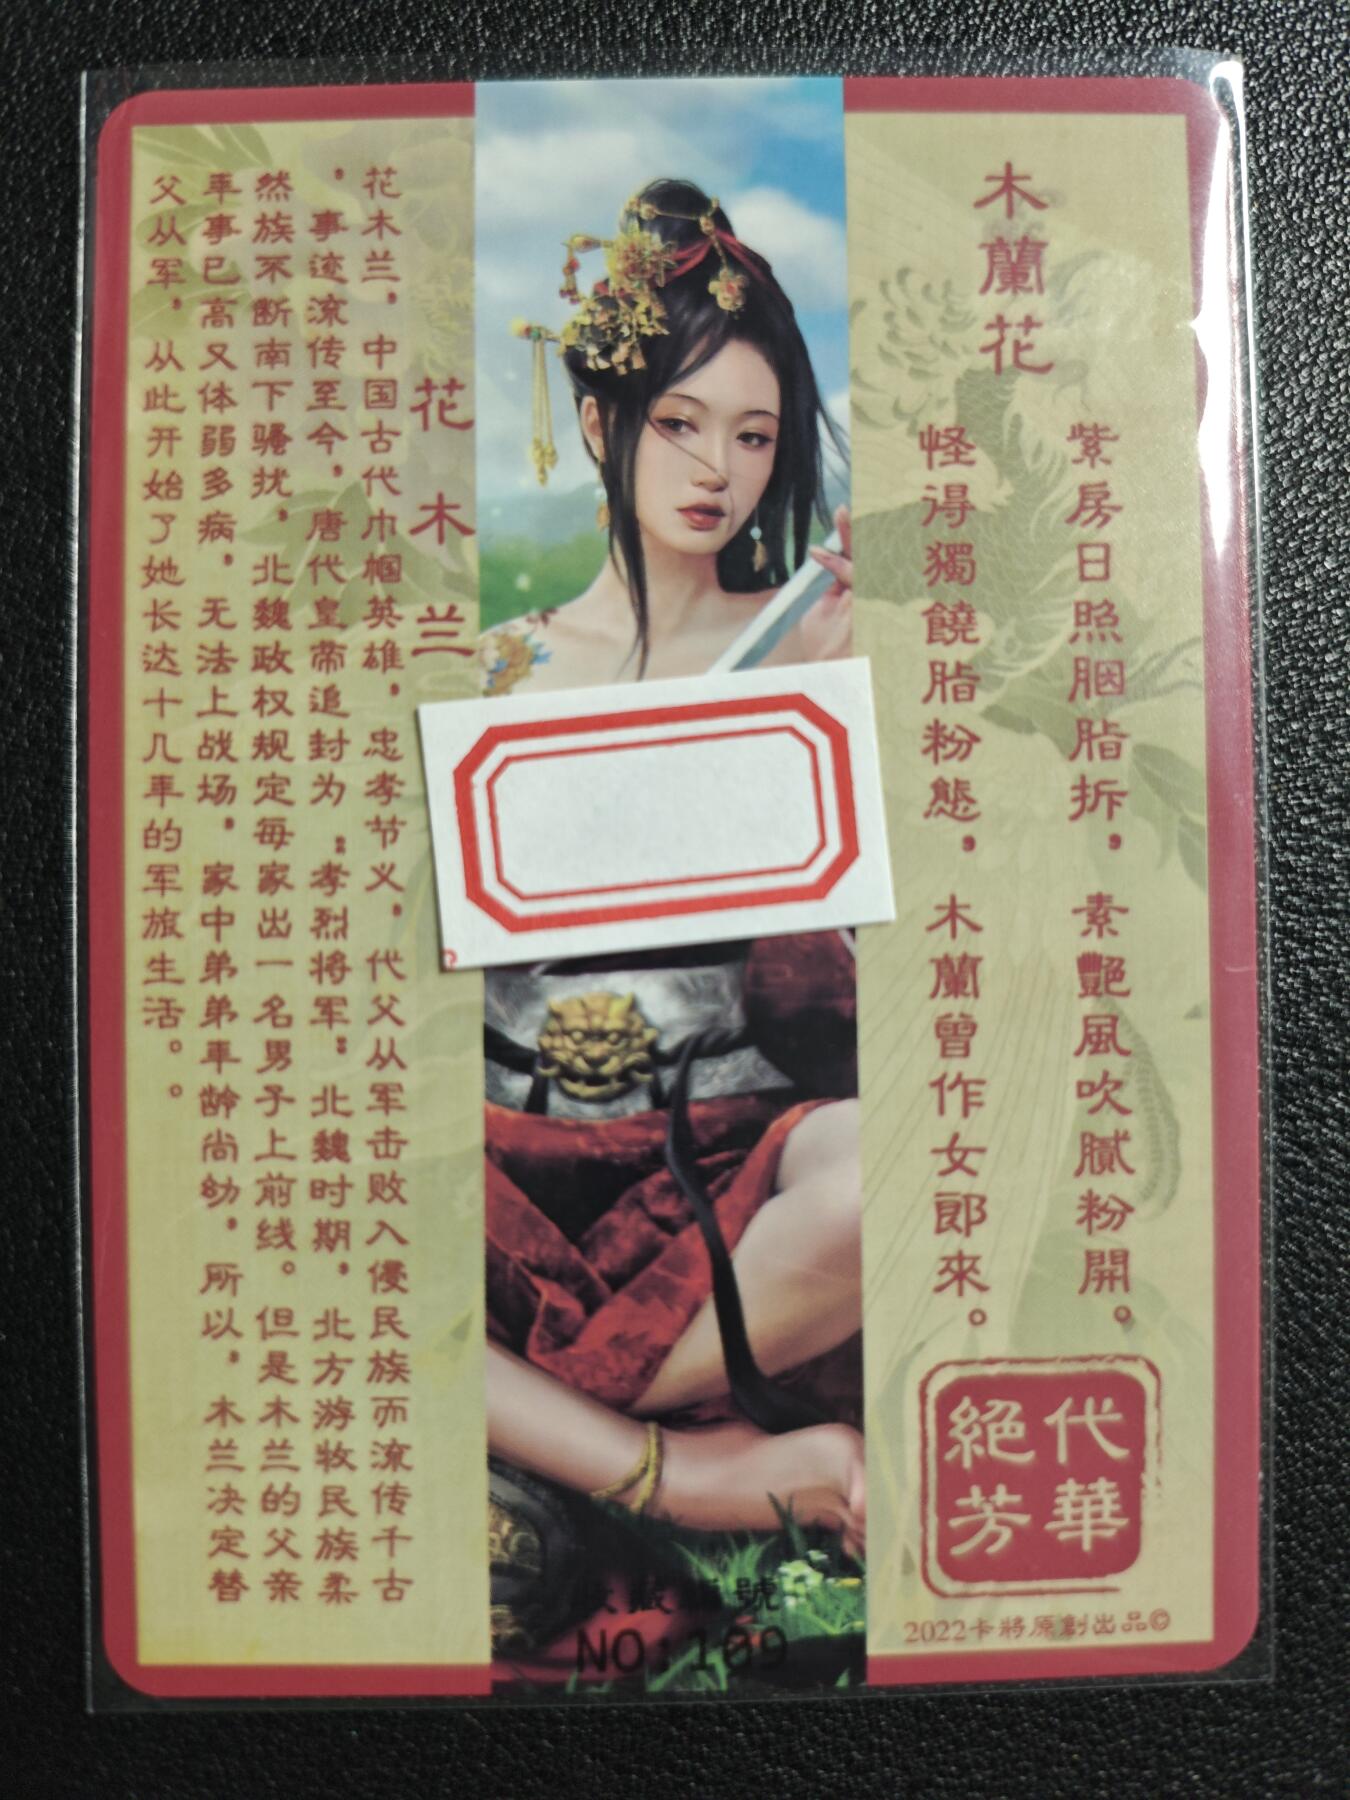 木蘭花
紫房日照胭脂拆，素艷風吹膩粉開。
怪得獨饒脂粉態，木蘭曾作女郎來。
代華
絕芳
2022卡將原創出品©
花木兰
花木兰，中国古代巾帼英雄，忠孝节义，代父从军击败入侵民族而流传千古
，事迹流传至今，唐代皇帝追封为“孝烈将军”北魏时期，北方游牧民族柔
然族不断南下骚扰，北魏政权规定每家出一名男子上前线。但是木兰的父亲
年事已高又体弱多病，无法上战场，家中弟弟年龄尚幼，所以，木兰决定替
父从军，从此开始了她长达十几年的军旅生活。。
收藏編號
NO:109